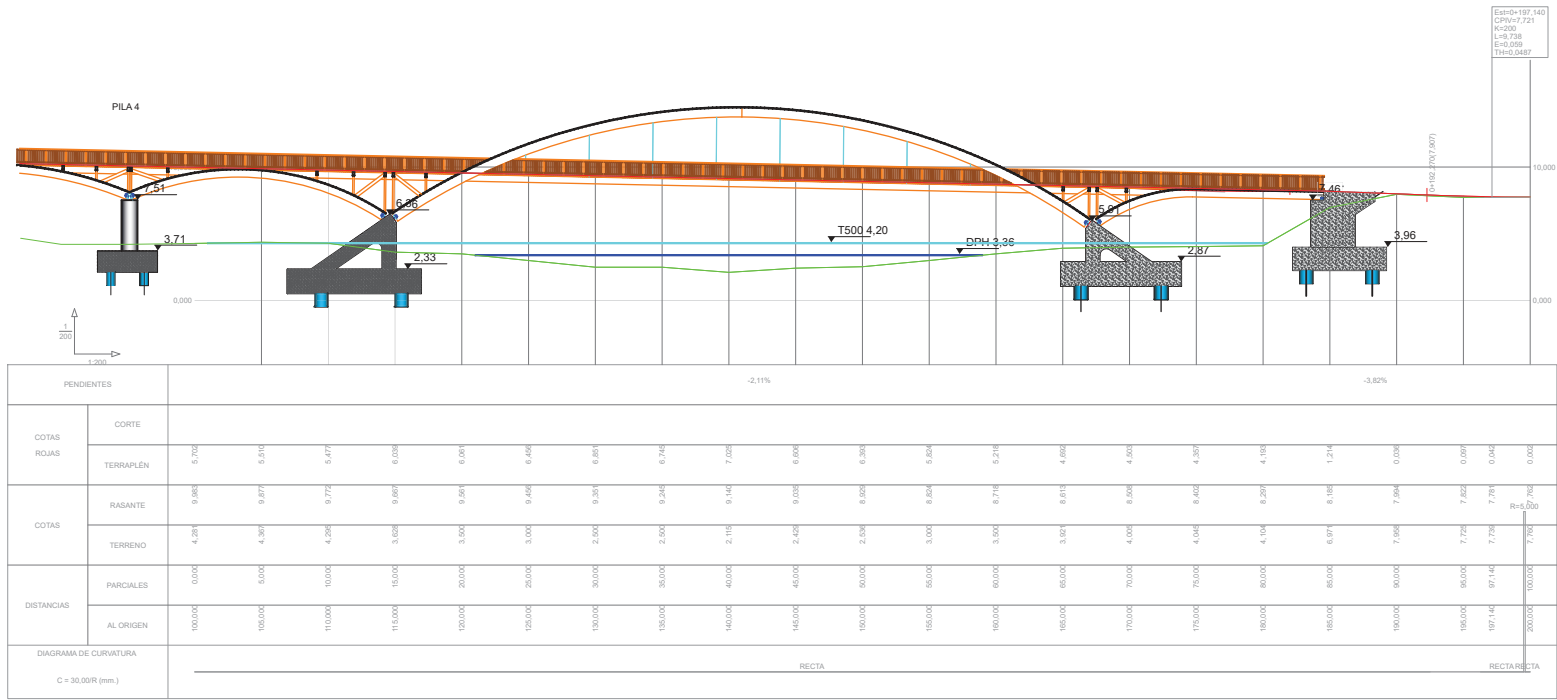 Est=0+197,140
CPIV=7,721
K=200
L=9,738
E=0,059
TH=0,0487
PILA 4
0+192,270(7,907)
10,000
7,51
6,86
5,91
7,46
3,71
T500 4,20
DPH 3,36
3,96
2,33
2,87
0,000
0,000
1
200
1:200
PENDIENTES
-2,11%
-3,82%
COTAS
ROJAS
CORTE
TERRAPLÉN
5,702 5,510 5,477 6,039 6,061 6,456 6,851 6,745 7,025 6,606 6,393 5,824 5,218 4,692 4,503 4,357 4,193 1,214 0,036 0,097 0,042 0,002
COTAS
RASANTE
9,983 9,877 9,772 9,667 9,561 9,456 9,351 9,245 9,140 9,035 8,929 8,824 8,718 8,613 8,508 8,402 8,297 8,185 7,994 7,822 7,781 7,762
R=5,000
TERRENO
4,281 4,367 4,295 3,628 3,500 3,000 2,500 2,500 2,115 2,429 2,536 3,000 3,500 3,921 4,005 4,045 4,104 6,971 7,958 7,725 7,739 7,760
DISTANCIAS
PARCIALES
0,000 5,000 10,000 15,000 20,000 25,000 30,000 35,000 40,000 45,000 50,000 55,000 60,000 65,000 70,000 75,000 80,000 85,000 90,000 95,000 97,140 100,000
AL ORIGEN
100,000 105,000 110,000 115,000 120,000 125,000 130,000 135,000 140,000 145,000 150,000 155,000 160,000 165,000 170,000 175,000 180,000 185,000 190,000 195,000 197,140 200,000
DIAGRAMA DE CURVATURA
C = 30,00/R (mm.)
RECTA
RECTA RECTA